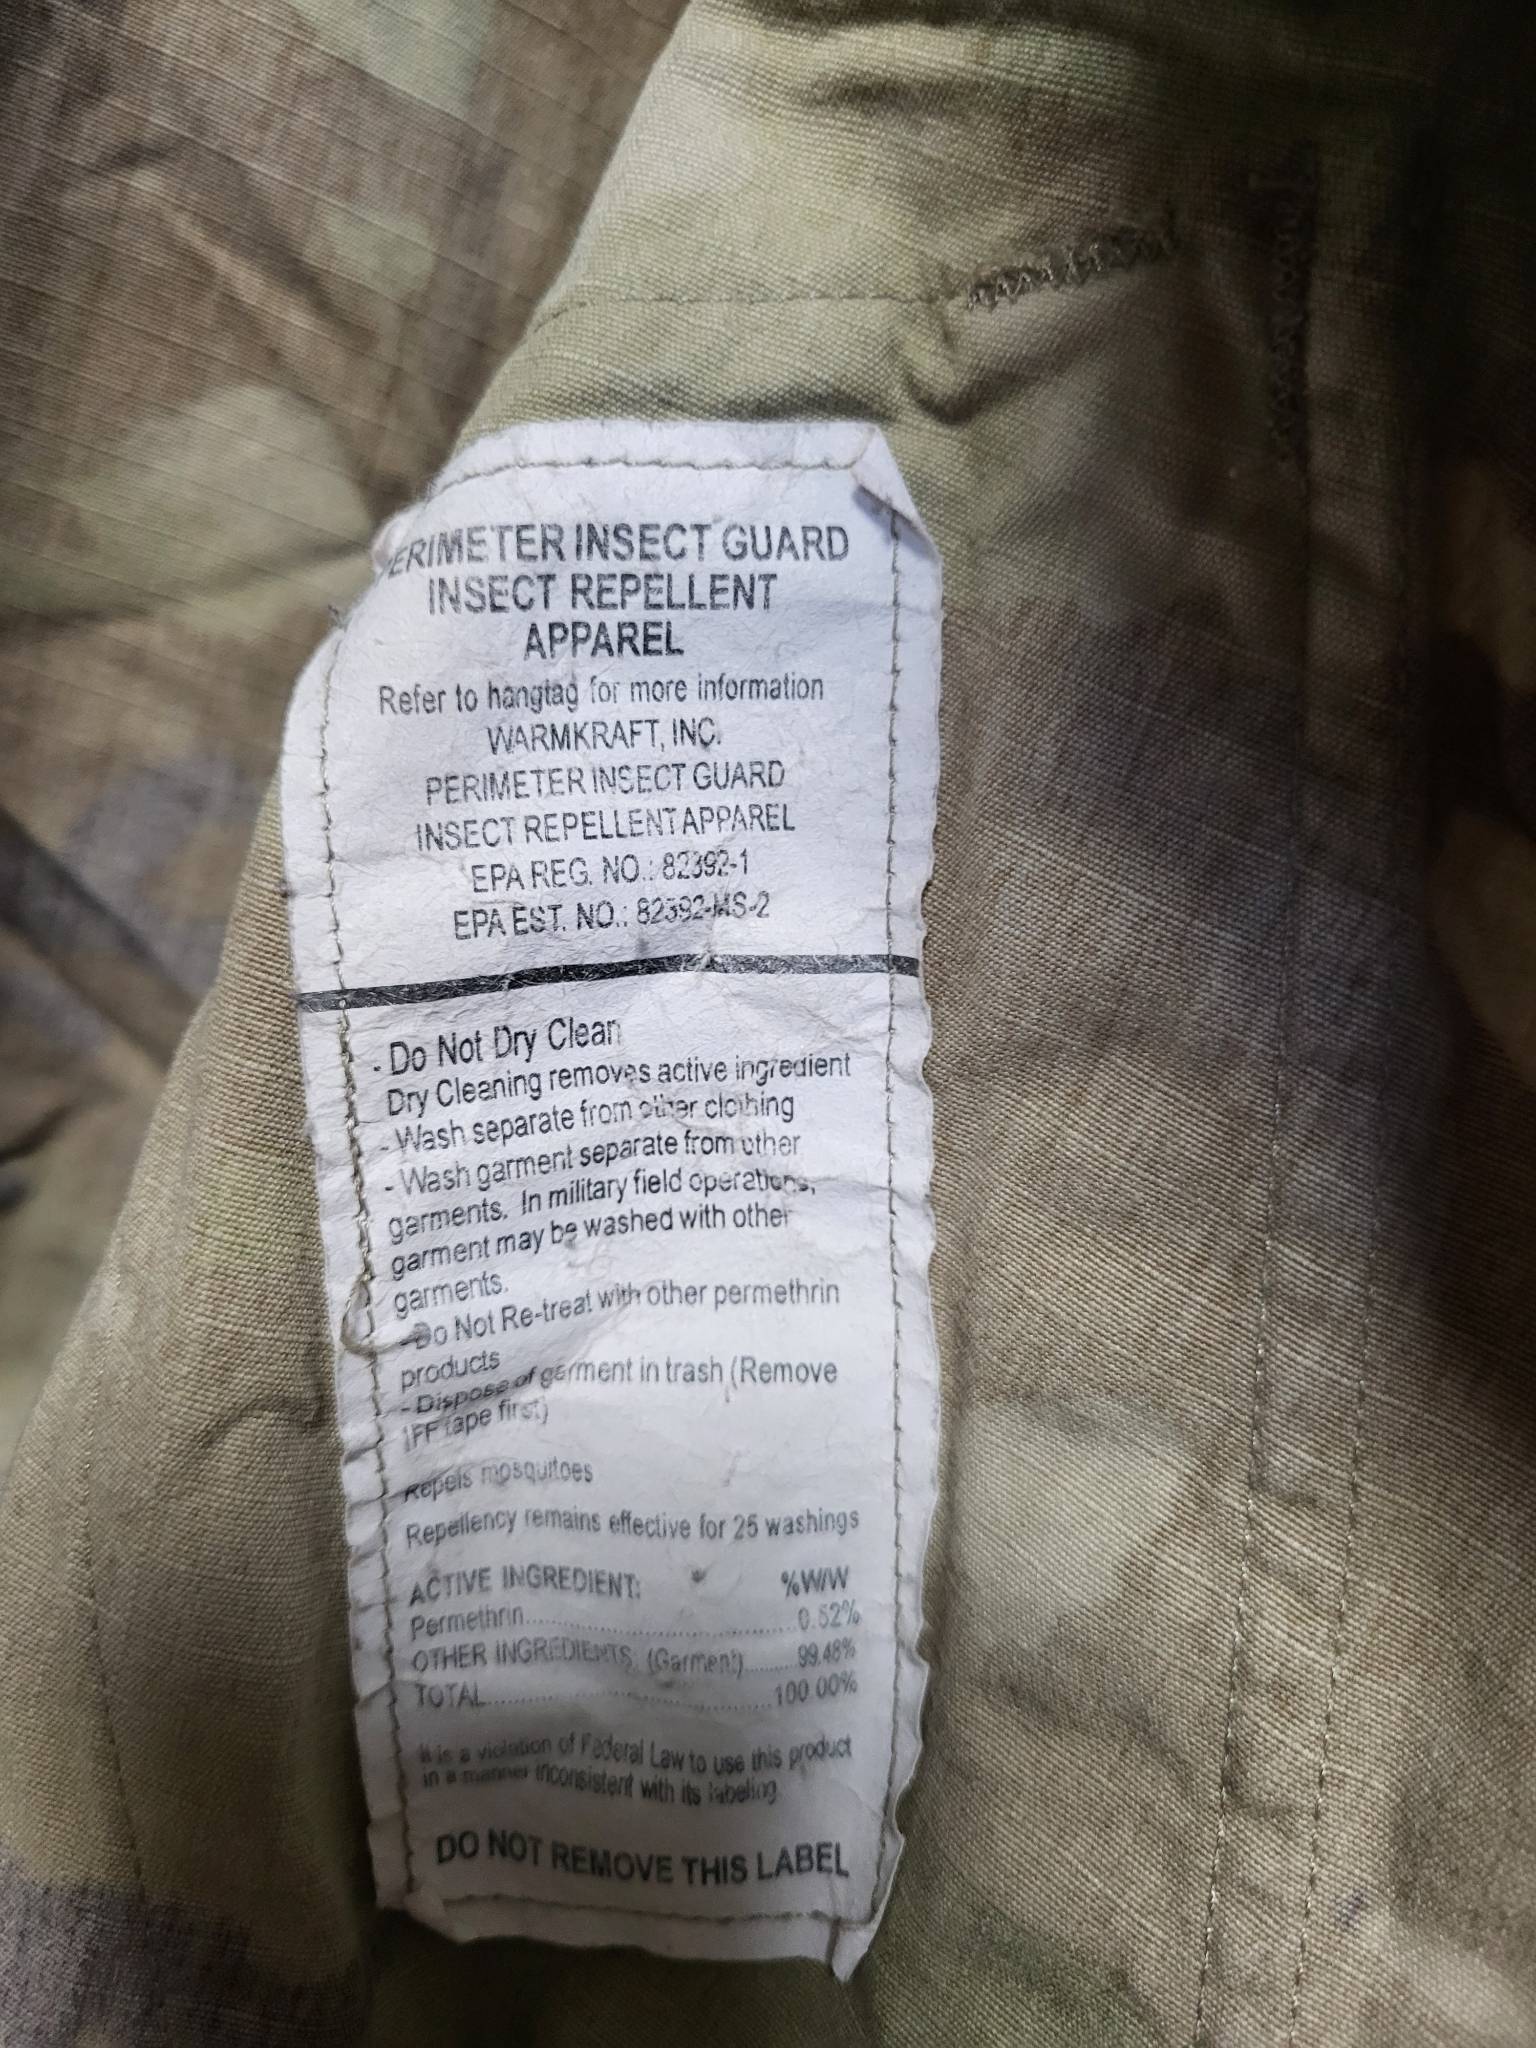 PERIMETER INSECT GUARD
INSECT REPELLENT
APPAREL
Refer to hangtag for more information
WARMKRAFT, INC.
PERIMETER INSECT GUARD
INSECT REPELLENT APPAREL
EPA REG. NO.: 82392-1
EPA EST. NO.: 82392-MS-2
- Do Not Dry Clean
Dry Cleaning removes active ingredient
- Wash separate from other clothing
- Wash garment separate from other
garments. In military field operations,
garment may be washed with other
garments.
- Do Not Re-treat with other permethrin
products
- Dispose of garment in trash (Remove
IFF tape first)
Repels mosquitoes
Repellency remains effective for 25 washings
ACTIVE INGREDIENT: %W/W
Permethrin..............................0.52%
OTHER INGREDIENTS: (Garment).........99.48%
TOTAL................................100.00%
It is a violation of Federal Law to use this product
in a manner inconsistent with its labeling.
DO NOT REMOVE THIS LABEL